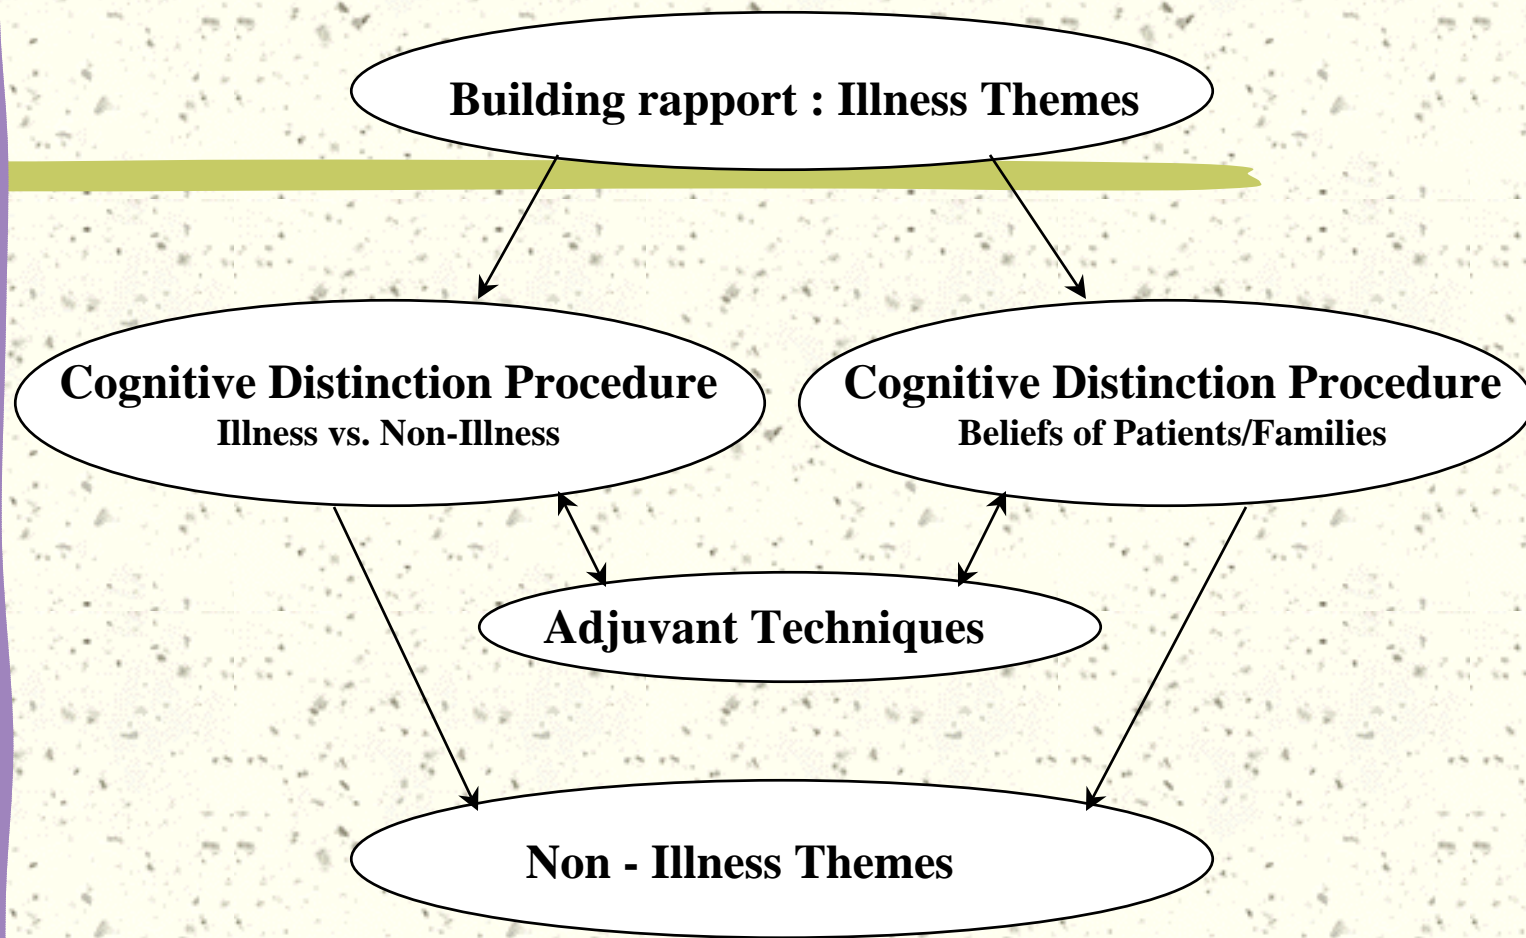 Building rapport : Illness Themes
Cognitive Distinction Procedure
Illness vs. Non-Illness
Cognitive Distinction Procedure
Beliefs of Patients/Families
Adjuvant Techniques
Non - Illness Themes